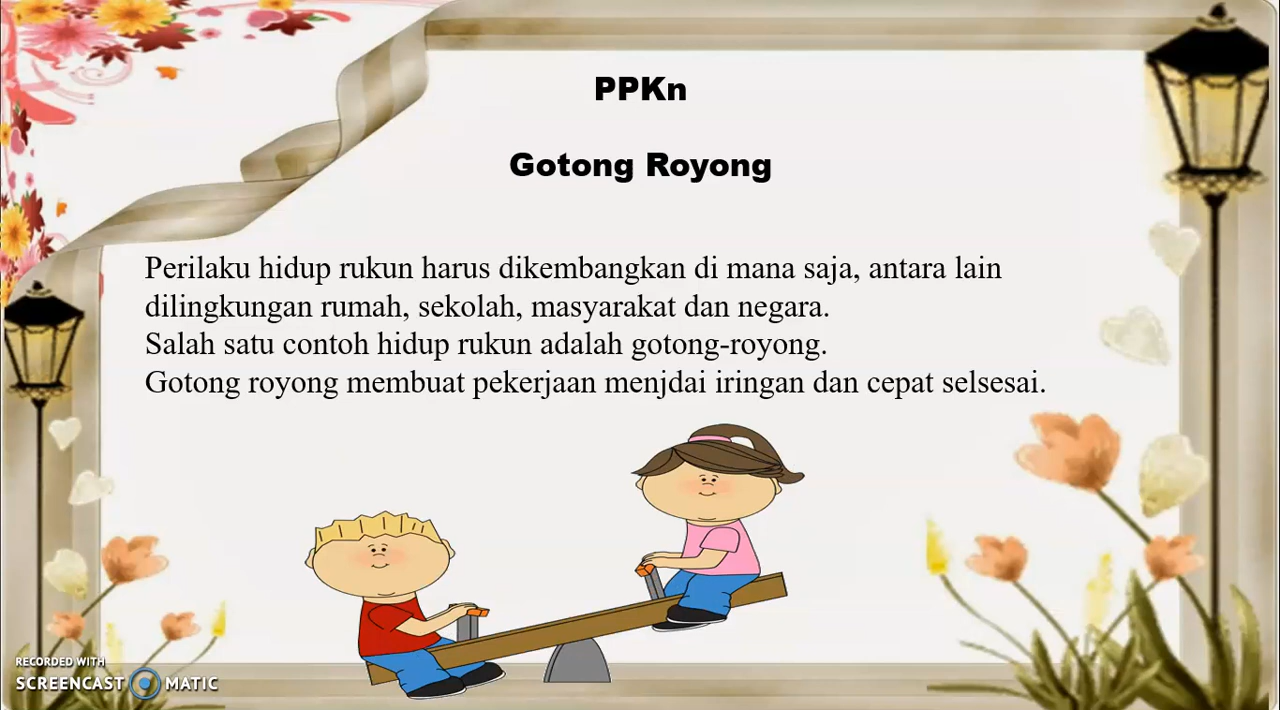 PPKn
Gotong Royong
Perilaku hidup rukun harus dikembangkan di mana saja, antara lain
dilingkungan rumah, sekolah, masyarakat dan negara.
Salah satu contoh hidup rukun adalah gotong-royong.
Gotong royong membuat pekerjaan menjdai iringan dan cepat selsesai.
RECORDED WITH
SCREENCAST MATIC